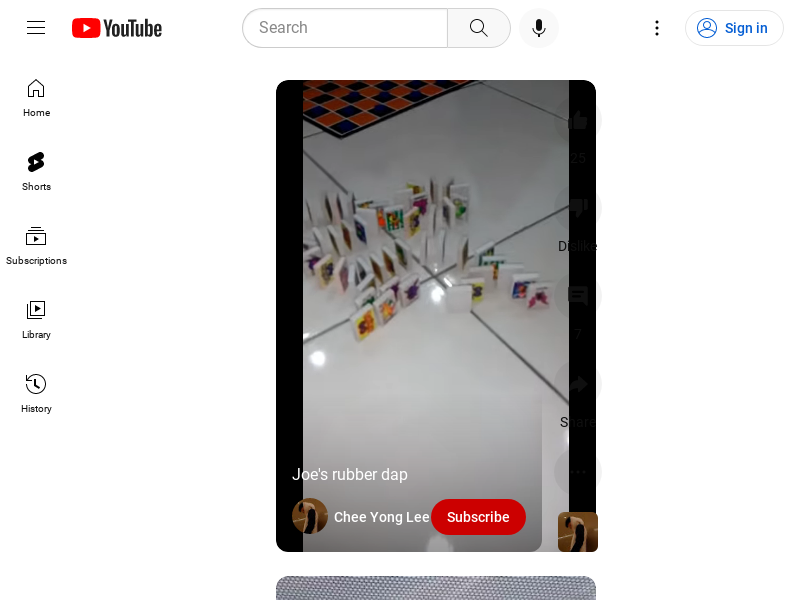 YouTube
Search
Sign in
Home
Shorts
Subscriptions
Library
History
25
Dislike
7
Share
Joe's rubber dap
Chee Yong Lee
Subscribe